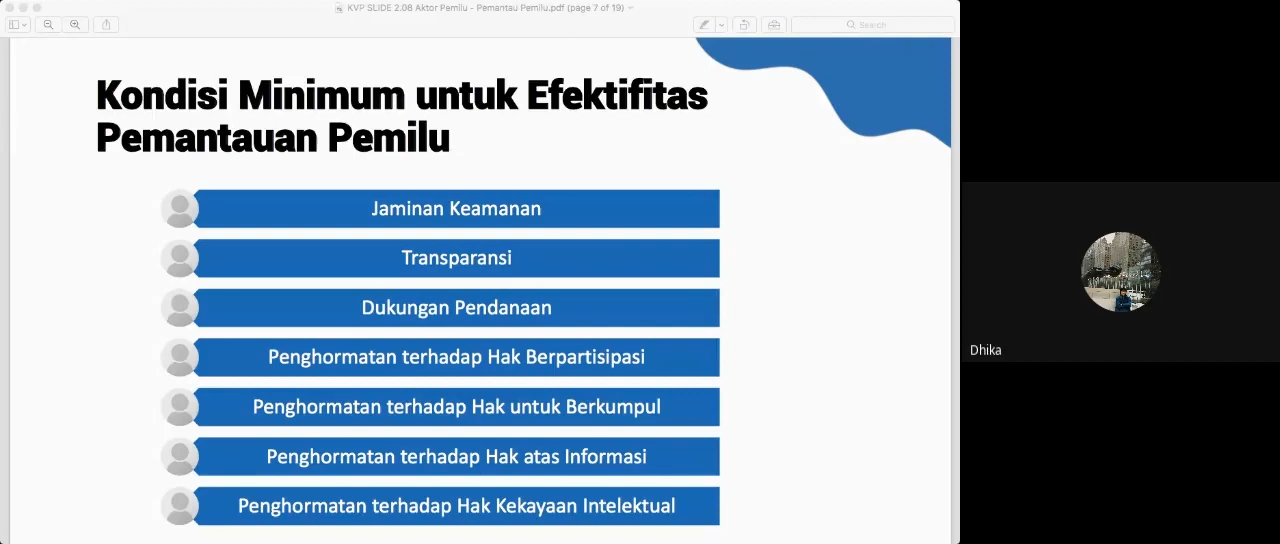 KVP SLIDE 2.08 Aktor Pemilu - Pemantau Pemilu.pdf (page 7 of 19)
Search
Kondisi Minimum untuk Efektifitas
Pemantauan Pemilu
Jaminan Keamanan
Transparansi
Dukungan Pendanaan
Penghormatan terhadap Hak Berpartisipasi
Penghormatan terhadap Hak untuk Berkumpul
Penghormatan terhadap Hak atas Informasi
Penghormatan terhadap Hak Kekayaan Intelektual
Dhika